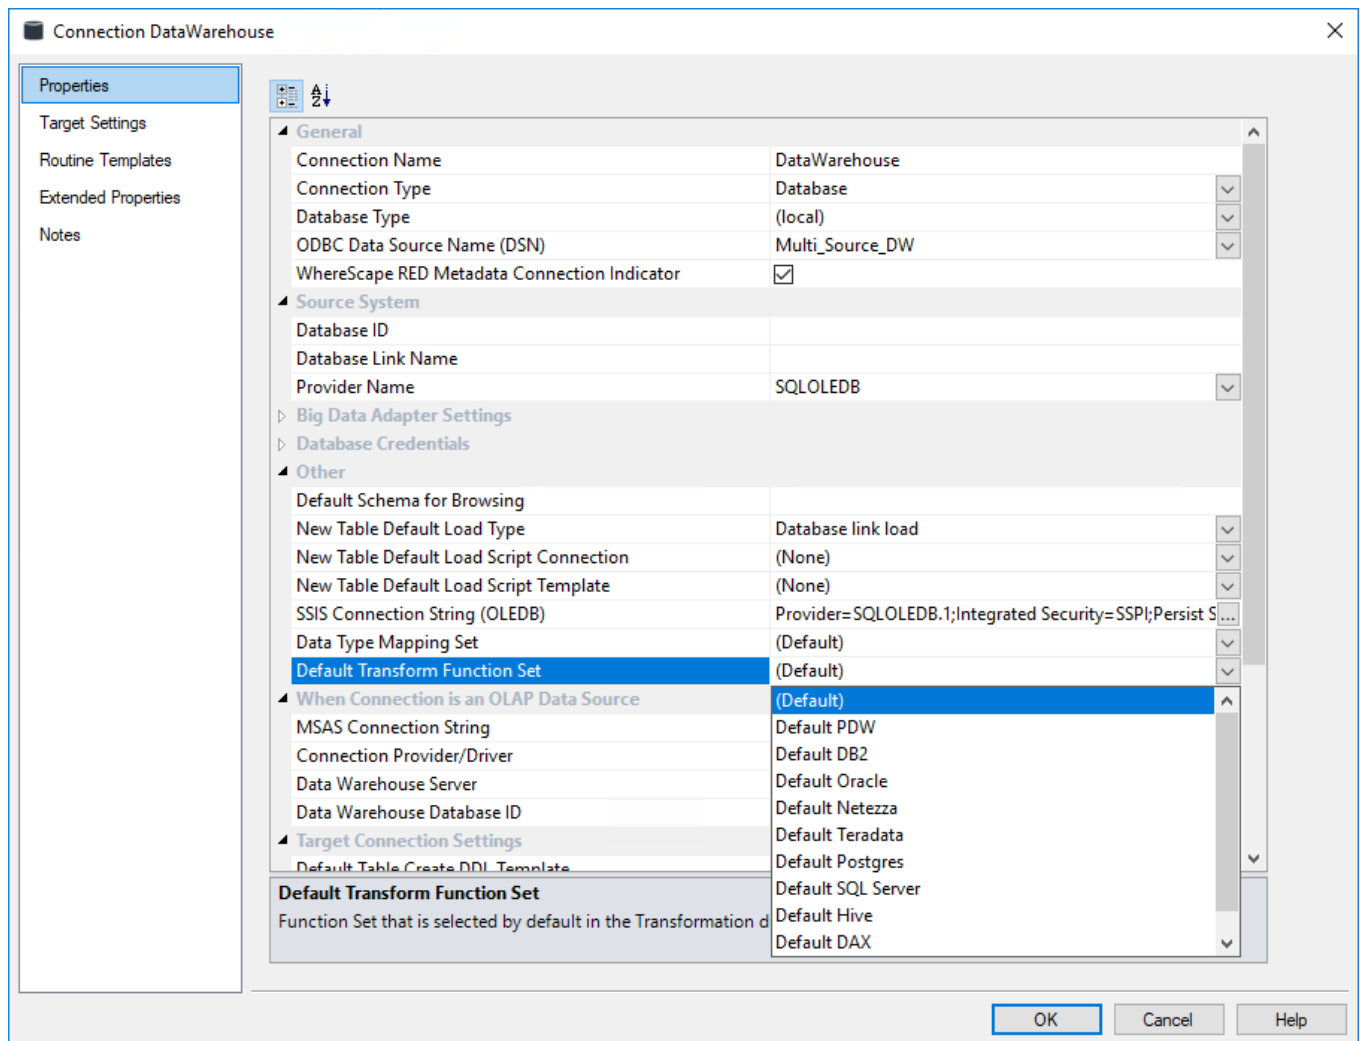 Connection DataWarehouse
Properties
Target Settings
Routine Templates
Extended Properties
Notes
General
Connection Name DataWarehouse
Connection Type Database
Database Type (local)
ODBC Data Source Name (DSN) Multi_Source_DW
WhereScape RED Metadata Connection Indicator
Source System
Database ID
Database Link Name
Provider Name SQLOLEDB
Big Data Adapter Settings
Database Credentials
Other
Default Schema for Browsing
New Table Default Load Type Database link load
New Table Default Load Script Connection (None)
New Table Default Load Script Template (None)
SSIS Connection String (OLEDB) Provider=SQLOLEDB.1;Integrated Security=SSPI;Persist S ...
Data Type Mapping Set (Default)
Default Transform Function Set (Default)
When Connection is an OLAP Data Source
MSAS Connection String
Connection Provider/Driver
Data Warehouse Server
Data Warehouse Database ID
Target Connection Settings
Default Table Create DDL Template
(Default)
Default PDW
Default DB2
Default Oracle
Default Netezza
Default Teradata
Default Postgres
Default SQL Server
Default Hive
Default DAX
Default Transform Function Set
Function Set that is selected by default in the Transformation d
OK Cancel Help